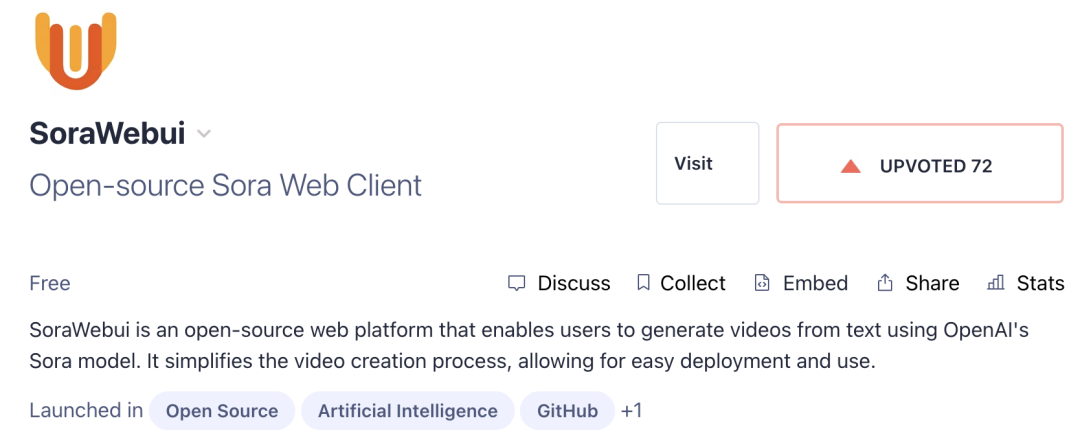 SoraWebui
Open-source Sora Web Client
Visit
UPVOTED 72
Free
Discuss
Collect
Embed
Share
Stats
SoraWebui is an open-source web platform that enables users to generate videos from text using OpenAI's
Sora model. It simplifies the video creation process, allowing for easy deployment and use.
Launched in Open Source Artificial Intelligence GitHub +1